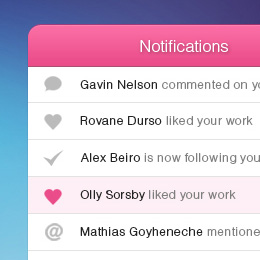 Notifications
Gavin Nelson commented on yo
Rovane Durso liked your work
Alex Beiro is now following you
Olly Sorsby liked your work
@ Mathias Goyheneche mentione